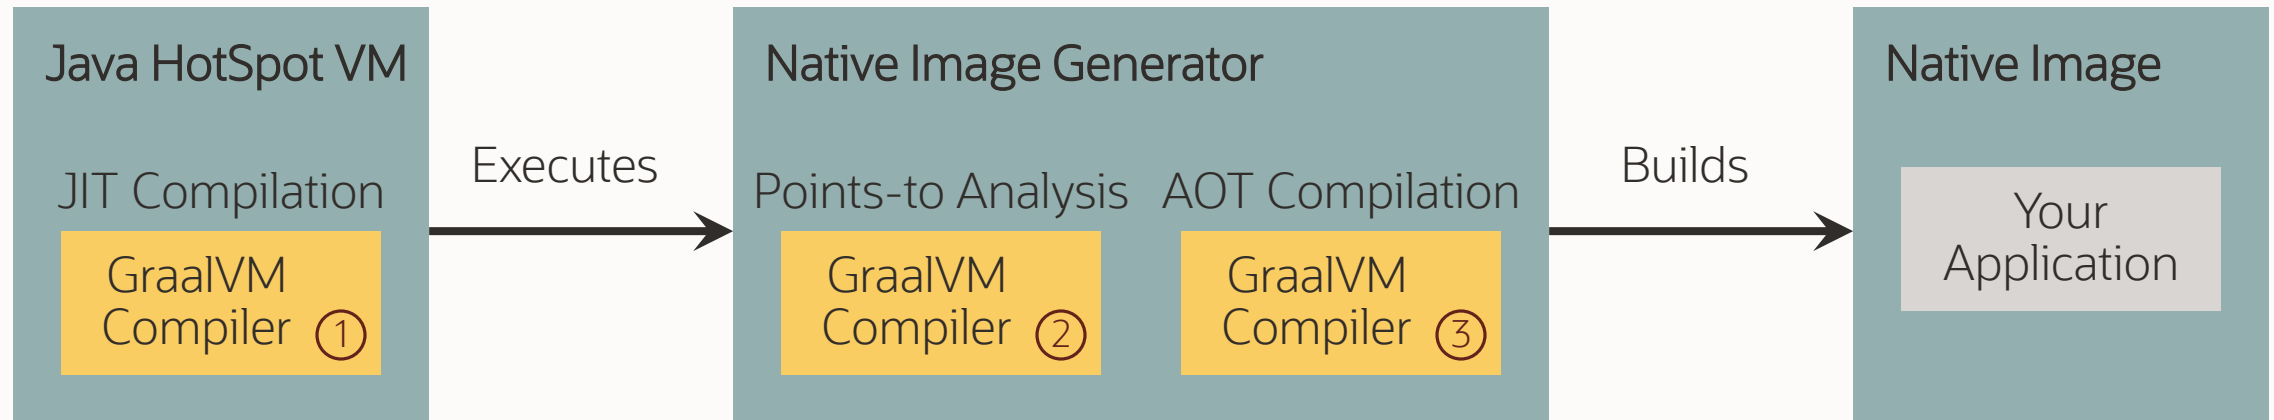 Java HotSpot VM
JIT Compilation
GraalVM
Compiler 1
Executes
Native Image Generator
Points-to Analysis
GraalVM
Compiler 2
AOT Compilation
GraalVM
Compiler 3
Builds
Native Image
Your
Application